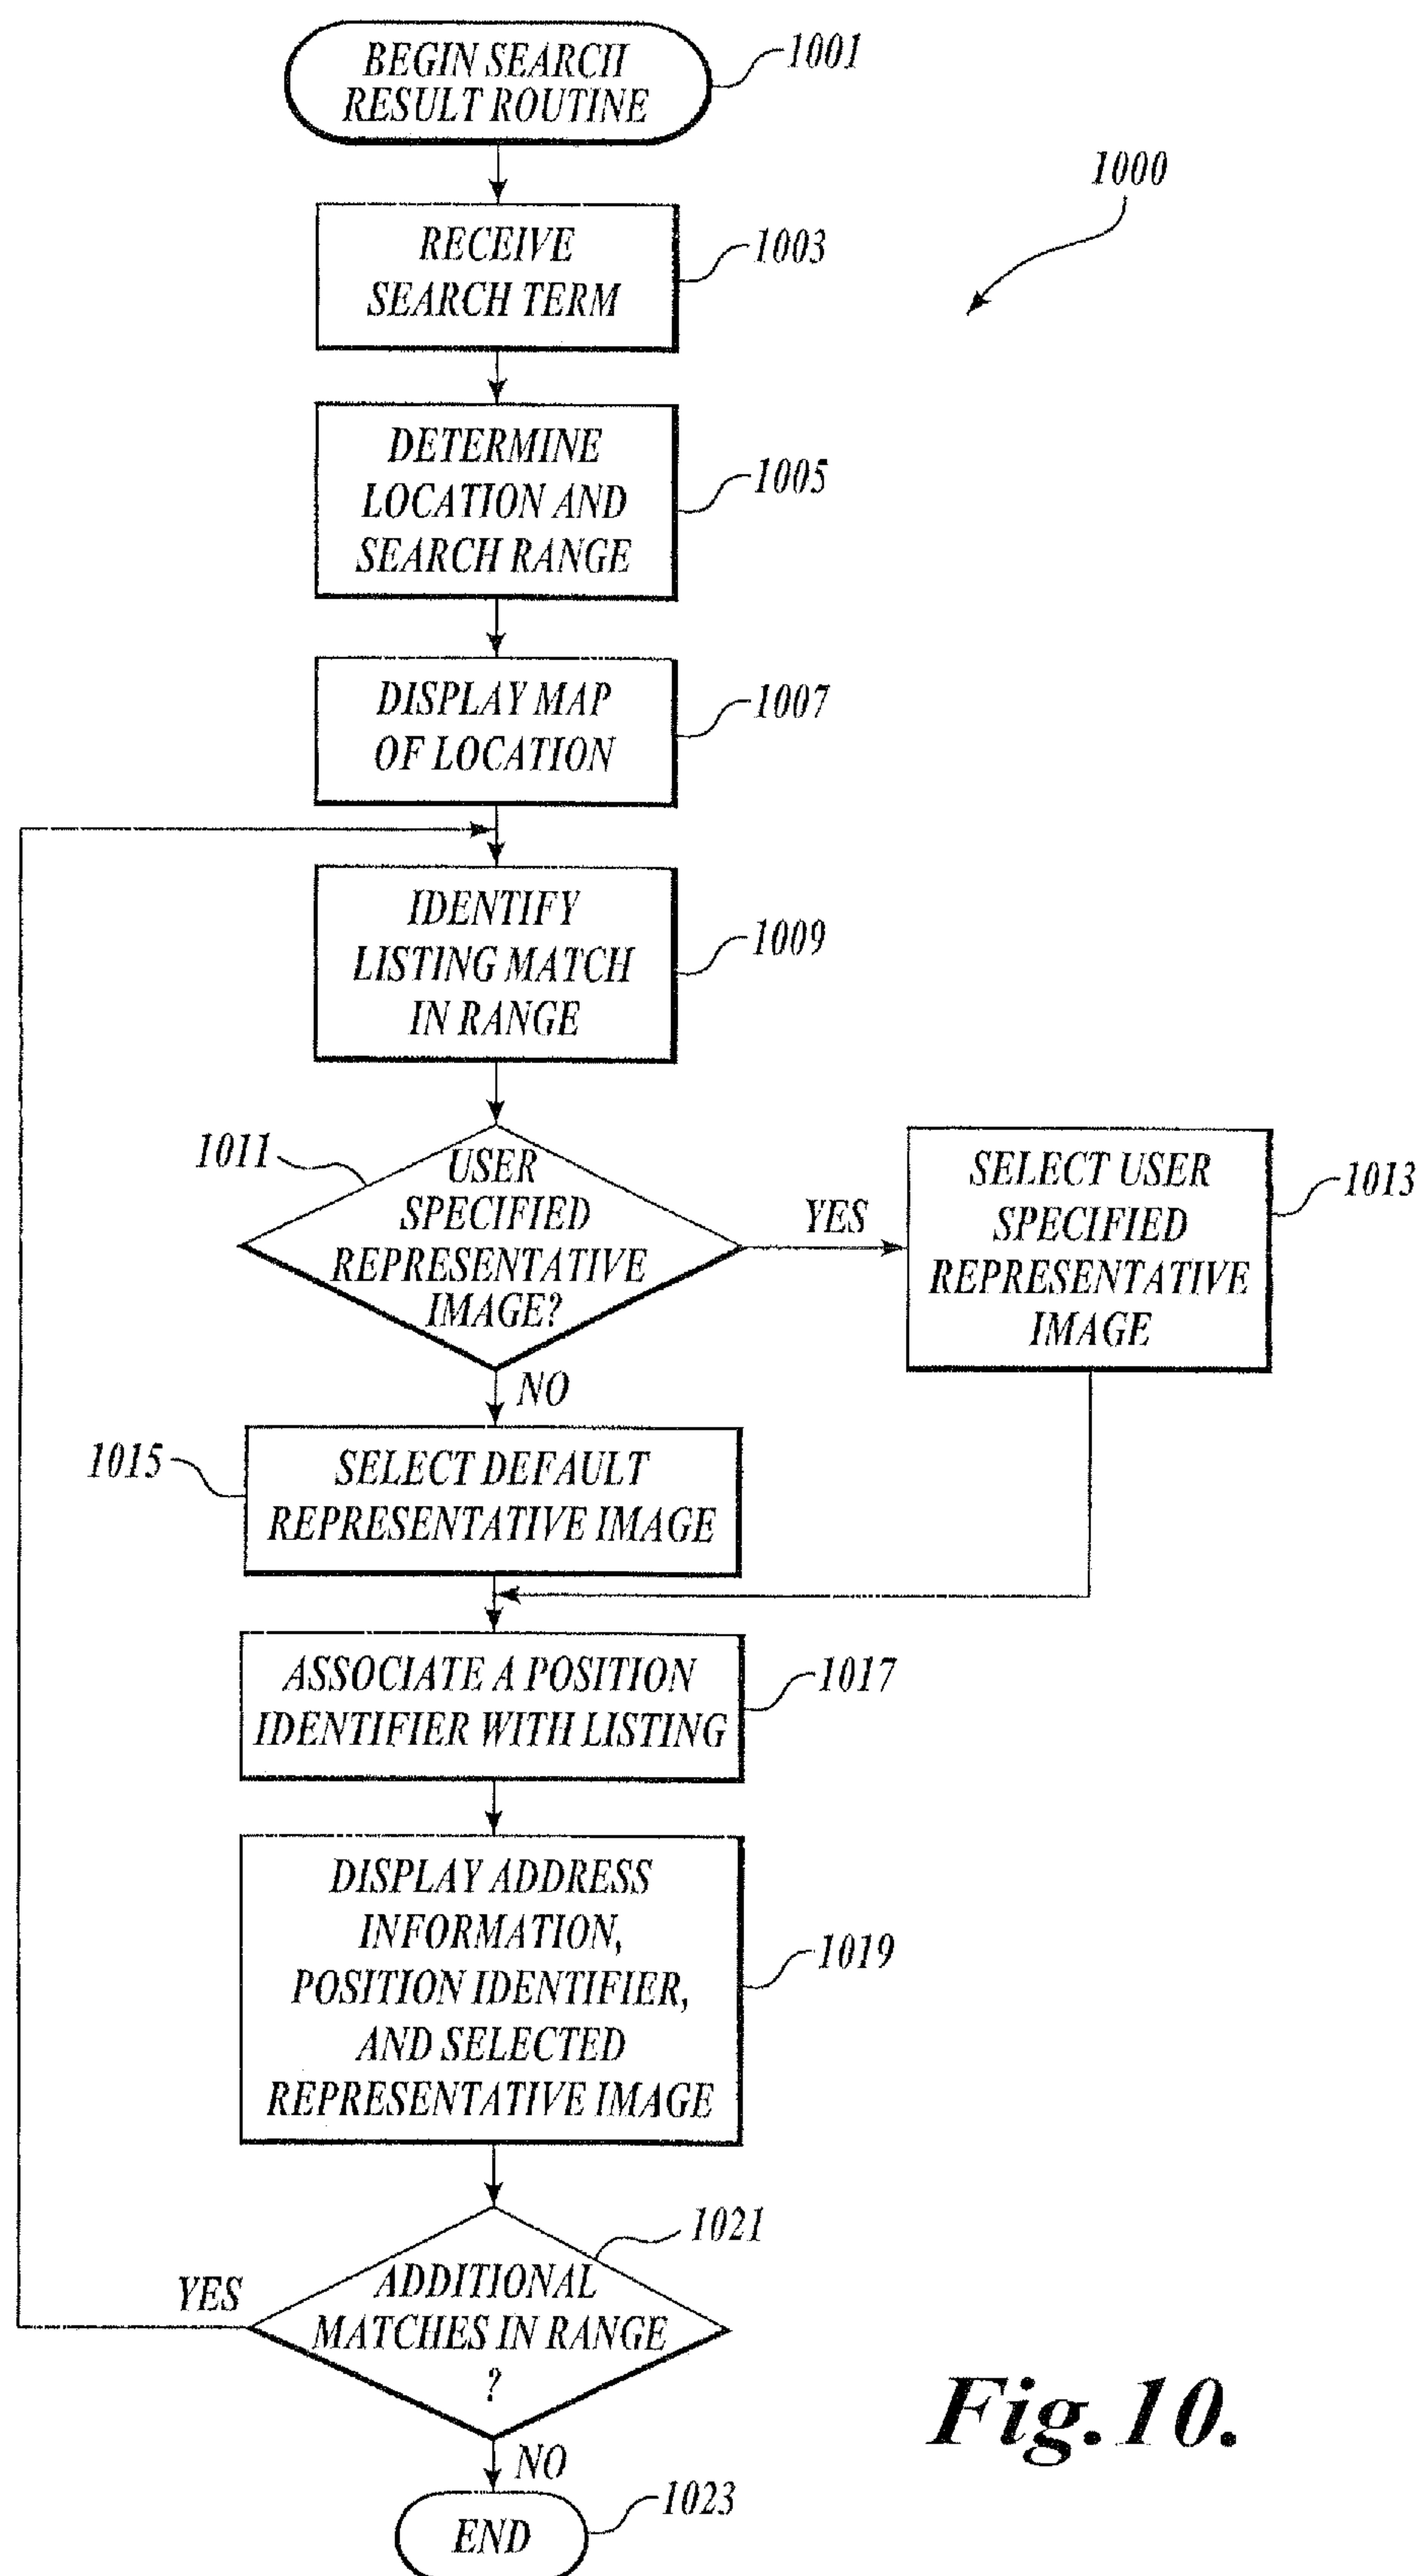 BEGIN SEARCH
RESULT ROUTINE
1001
1000
RECEIVE
SEARCH TERM
1003
DETERMINE
LOCATION AND
SEARCH RANGE
1005
DISPLAY MAP
OF LOCATION
1007
IDENTIFY
LISTING MATCH
IN RANGE
1009
1011
USER
SPECIFIED
REPRESENTATIVE
IMAGE?
YES
SELECT USER
SPECIFIED
REPRESENTATIVE
IMAGE
1013
NO
1015
SELECT DEFAULT
REPRESENTATIVE IMAGE
ASSOCIATE A POSITION
IDENTIFIER WITH LISTING
1017
DISPLAY ADDRESS
INFORMATION,
POSITION IDENTIFIER,
AND SELECTED
REPRESENTATIVE IMAGE
1019
1021
YES
ADDITIONAL
MATCHES IN RANGE
?
NO
END
1023
Fig.10.